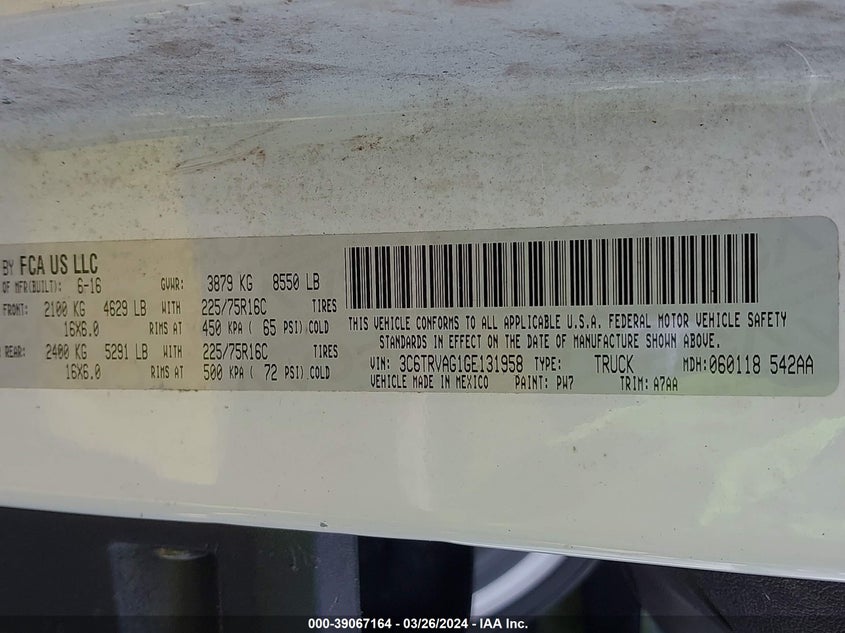 BY FCA US LLC
OF MFR(BUILT): 6-16 GVWR: 3879 KG 8550 LB
FRONT: 2100 KG 4629 LB WITH 225/75R16C TIRES
16X6.0 RIMS AT 450 KPA ( 65 PSI) COLD
REAR: 2400 KG 5291 LB WITH 225/75R16C TIRES
16X6.0 RIMS AT 500 KPA ( 72 PSI) COLD
THIS VEHICLE CONFORMS TO ALL APPLICABLE U.S.A. FEDERAL MOTOR VEHICLE SAFETY
STANDARDS IN EFFECT ON THE DATE OF MANUFACTURE SHOWN ABOVE.
VIN: 3C6TRVAG1GE131958 TYPE: TRUCK MDH:060118 542AA
VEHICLE MADE IN MEXICO PAINT: PW7 TRIM: A7AA
000-39067164 - 03/26/2024 - IAA Inc.